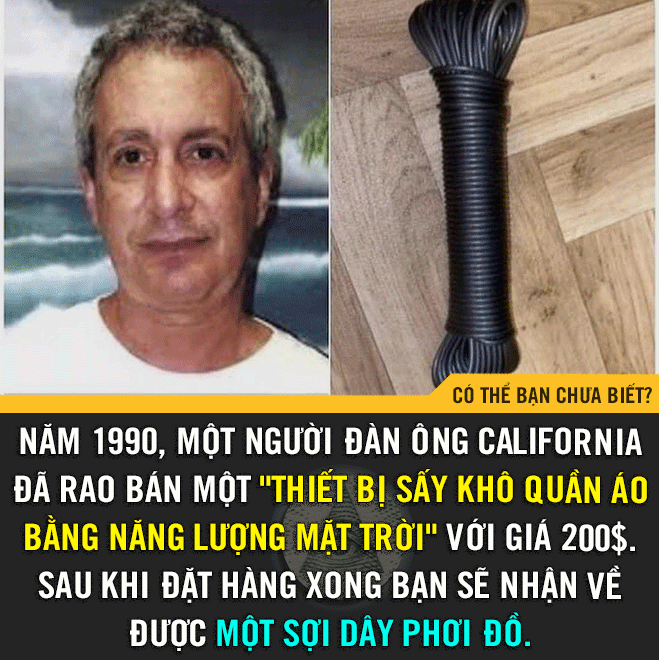 CÓ THỂ BẠN CHƯA BIẾT?
NĂM 1990, MỘT NGƯỜI ĐÀN ÔNG CALIFORNIA
ĐÃ RAO BÁN MỘT "THIẾT BỊ SẤY KHÔ QUẦN ÁO
BẰNG NĂNG LƯỢNG MẶT TRỜI" VỚI GIÁ 200$.
SAU KHI ĐẶT HÀNG XONG BẠN SẼ NHẬN VỀ
ĐƯỢC MỘT SỢI DÂY PHƠI ĐỒ.